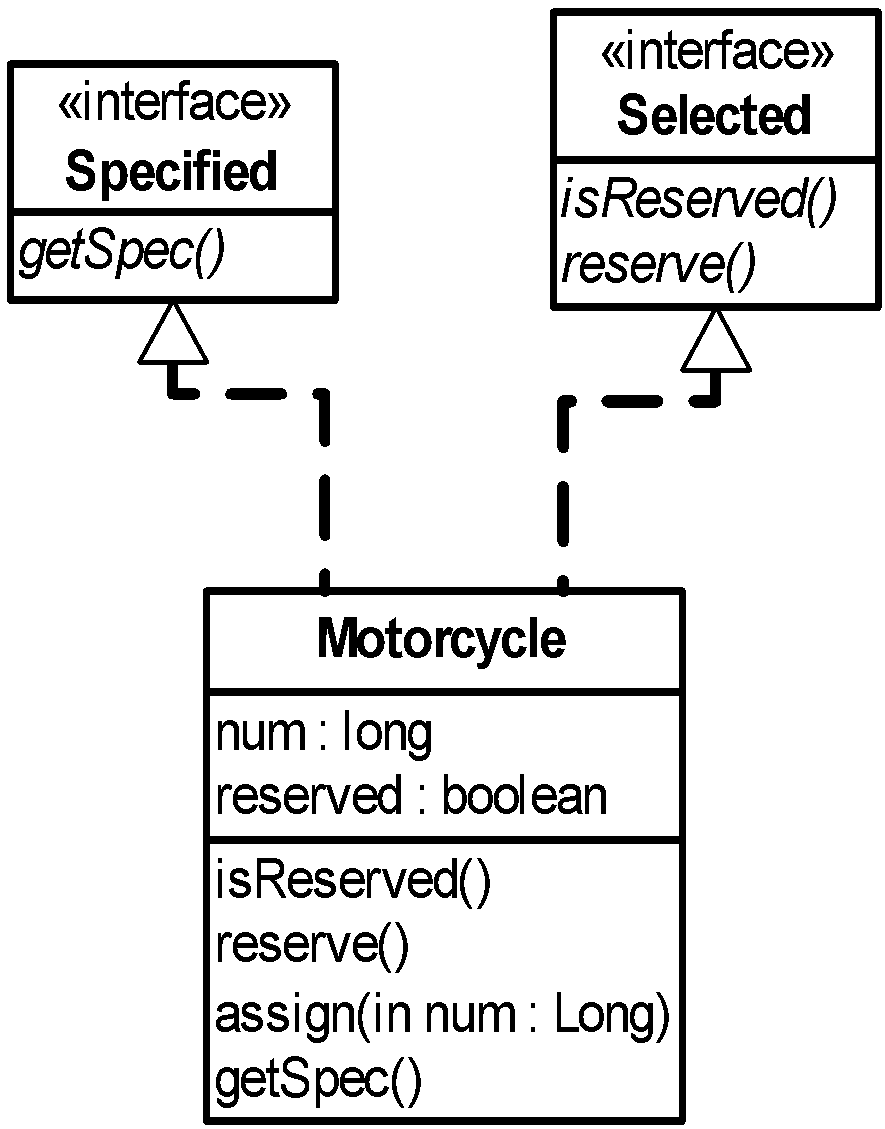 «interface»
Specified
getSpec()
«interface»
Selected
isReserved()
reserve()
Motorcycle
num : long
reserved : boolean
isReserved()
reserve()
assign(in num : Long)
getSpec()